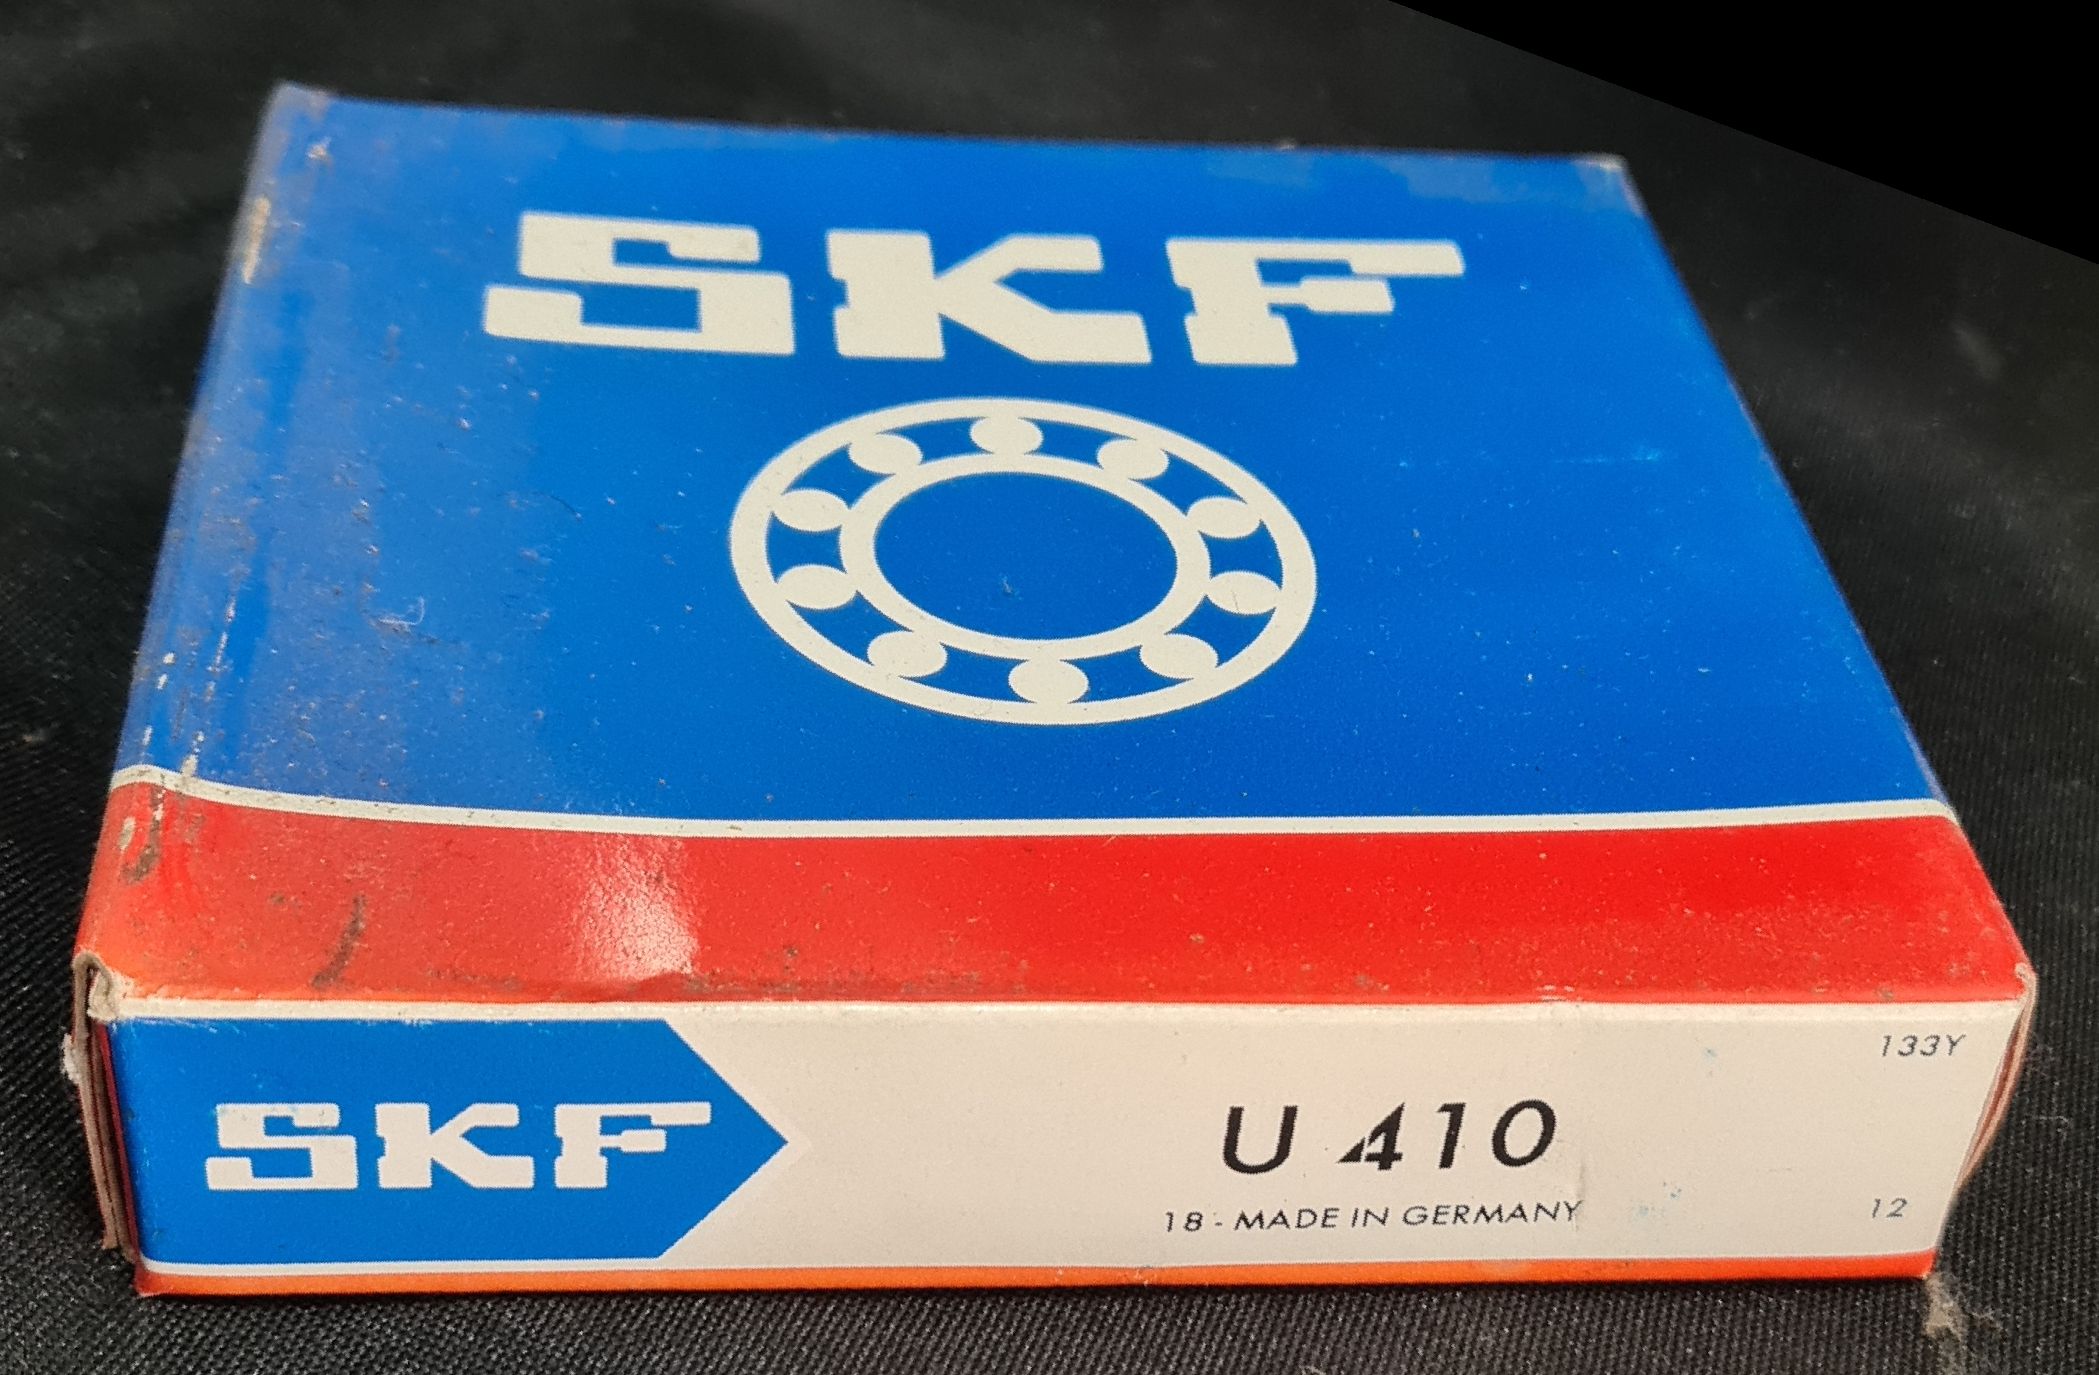 SKF
SKF
133Y
U 410
18 - MADE IN GERMANY
12